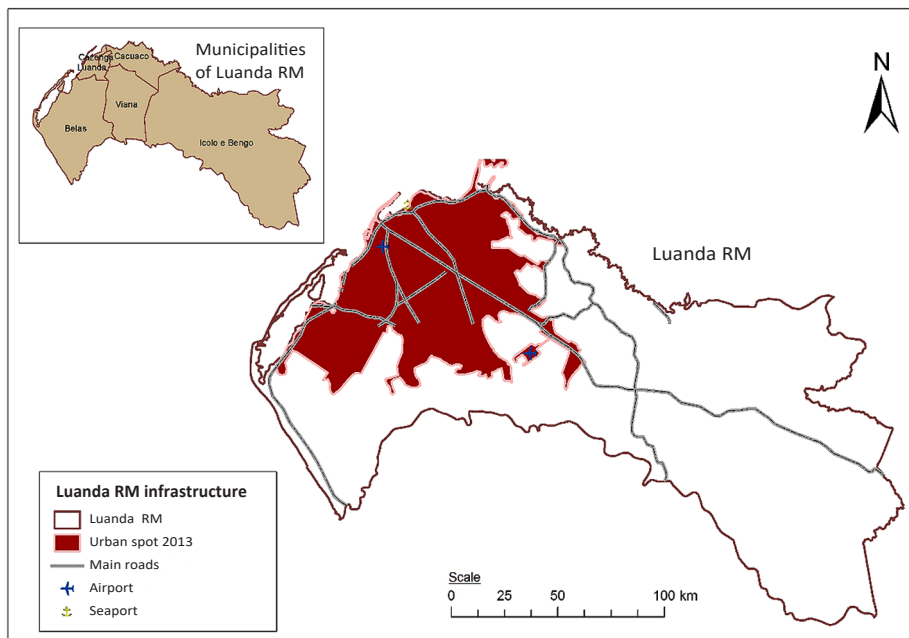 Municipalities
of Luanda RM
Cazenga
Cacuaco
Luanda
Viana
Belas
Icolo e Bengo
N
Luanda RM
Luanda RM infrastructure
Luanda RM
Urban spot 2013
Main roads
Airport
Seaport
Scale
0 25 50 100 km